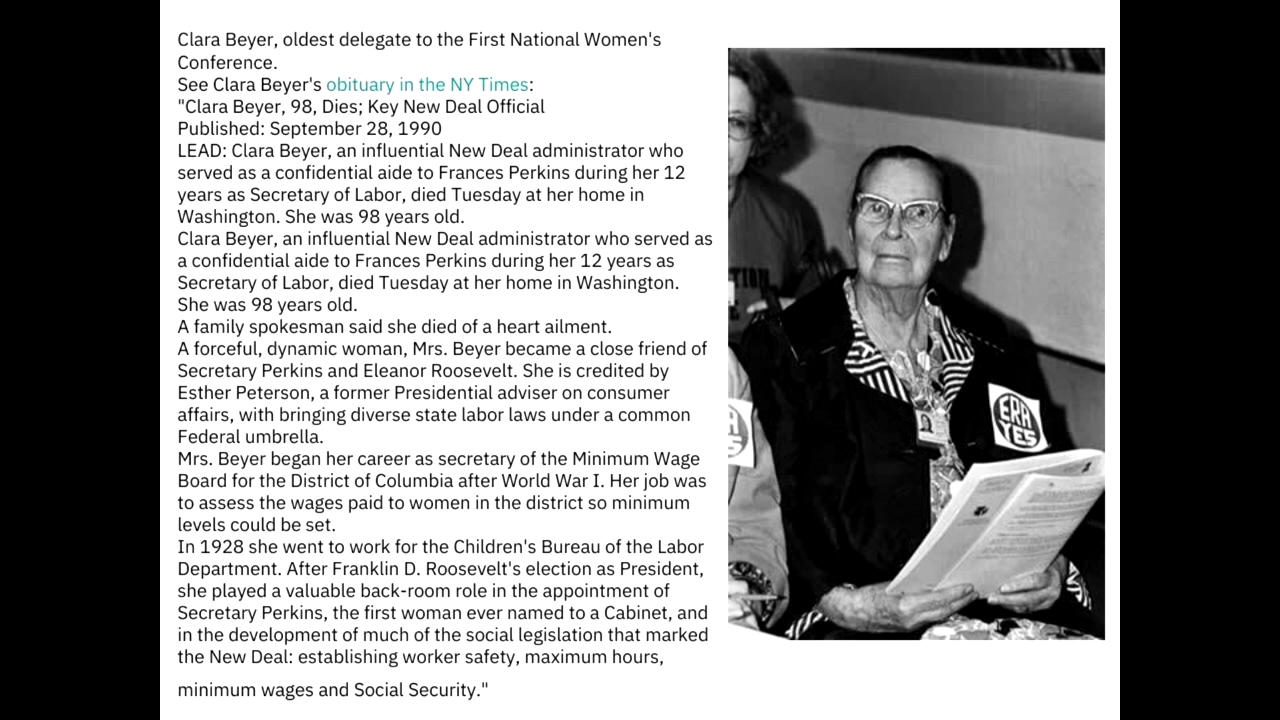 Clara Beyer, oldest delegate to the First National Women's
Conference.
See Clara Beyer's obituary in the NY Times:
"Clara Beyer, 98, Dies; Key New Deal Official
Published: September 28, 1990
LEAD: Clara Beyer, an influential New Deal administrator who
served as a confidential aide to Frances Perkins during her 12
years as Secretary of Labor, died Tuesday at her home in
Washington. She was 98 years old.
Clara Beyer, an influential New Deal administrator who served as
a confidential aide to Frances Perkins during her 12 years as
Secretary of Labor, died Tuesday at her home in Washington.
She was 98 years old.
A family spokesman said she died of a heart ailment.
A forceful, dynamic woman, Mrs. Beyer became a close friend of
Secretary Perkins and Eleanor Roosevelt. She is credited by
Esther Peterson, a former Presidential adviser on consumer
affairs, with bringing diverse state labor laws under a common
Federal umbrella.
Mrs. Beyer began her career as secretary of the Minimum Wage
Board for the District of Columbia after World War I. Her job was
to assess the wages paid to women in the district so minimum
levels could be set.
In 1928 she went to work for the Children's Bureau of the Labor
Department. After Franklin D. Roosevelt's election as President,
she played a valuable back-room role in the appointment of
Secretary Perkins, the first woman ever named to a Cabinet, and
in the development of much of the social legislation that marked
the New Deal: establishing worker safety, maximum hours,
minimum wages and Social Security."
ERA
YES